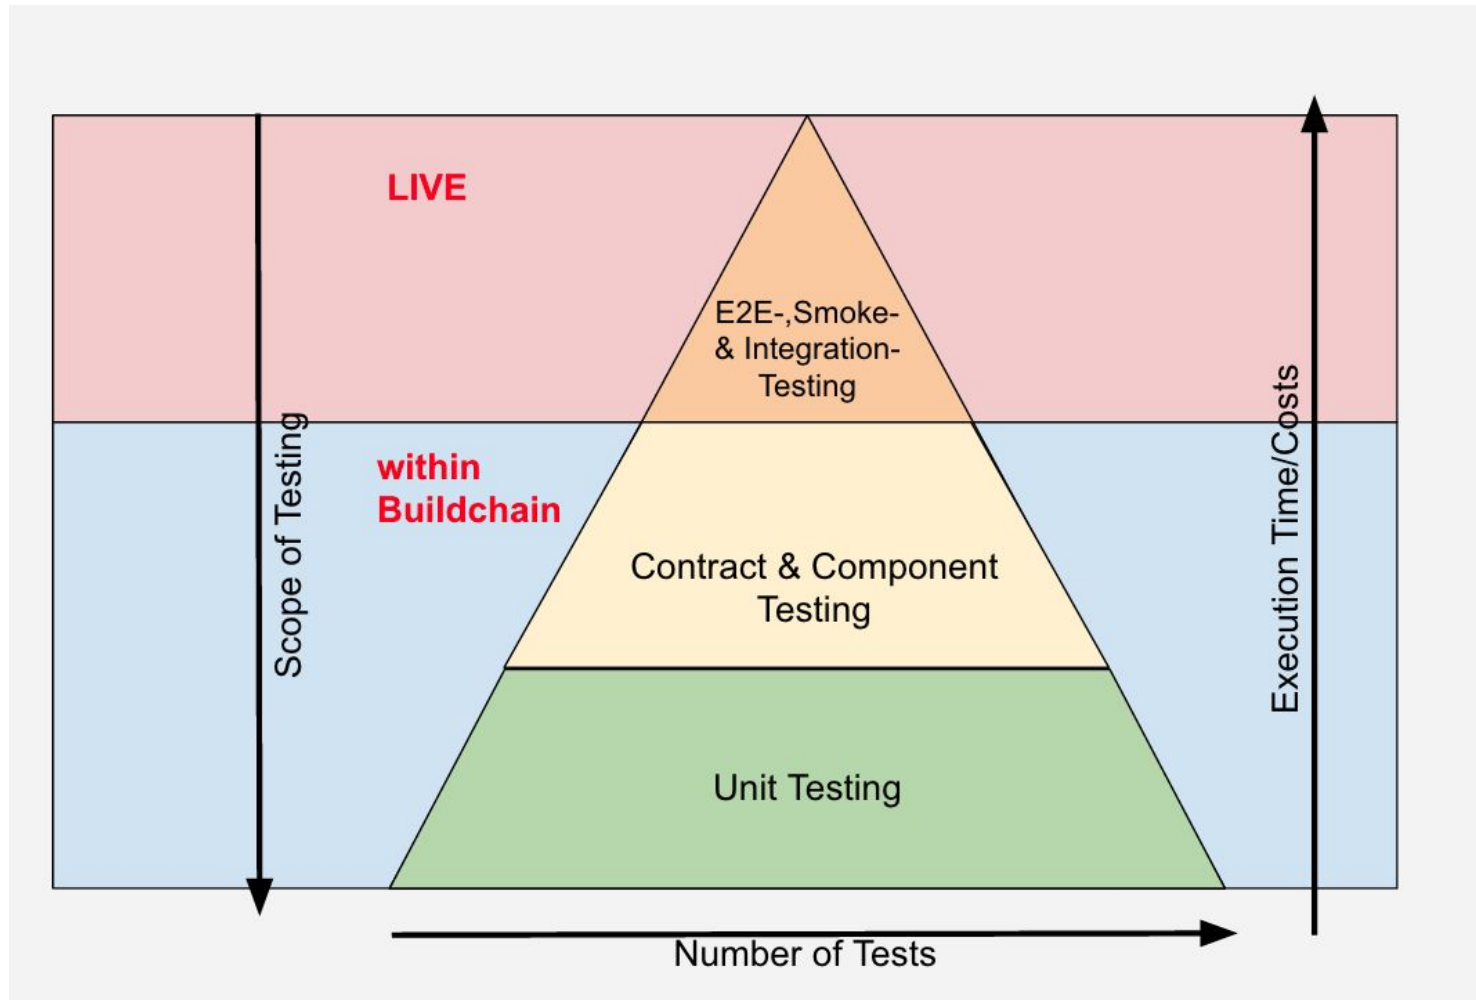 LIVE
E2E-,Smoke-
& Integration-
Testing
Scope of Testing
within
Buildchain
Execution Time/Costs
Contract & Component
Testing
Unit Testing
Number of Tests